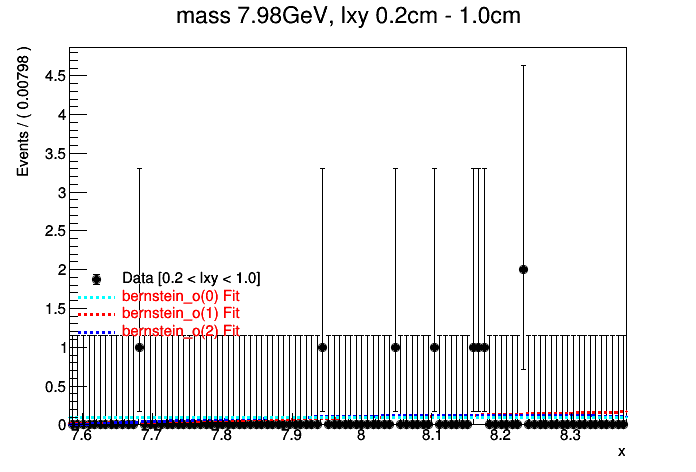 mass 7.98GeV, lxy 0.2cm - 1.0cm
Events / ( 0.00798 )
4.5
4
3.5
3
2.5
2
1.5
1
0.5
0
Data [0.2 < lxy < 1.0]
bernstein_o(0) Fit
bernstein_o(1) Fit
bernstein_o(2) Fit
7.6 7.7 7.8 7.9 8 8.1 8.2 8.3
x